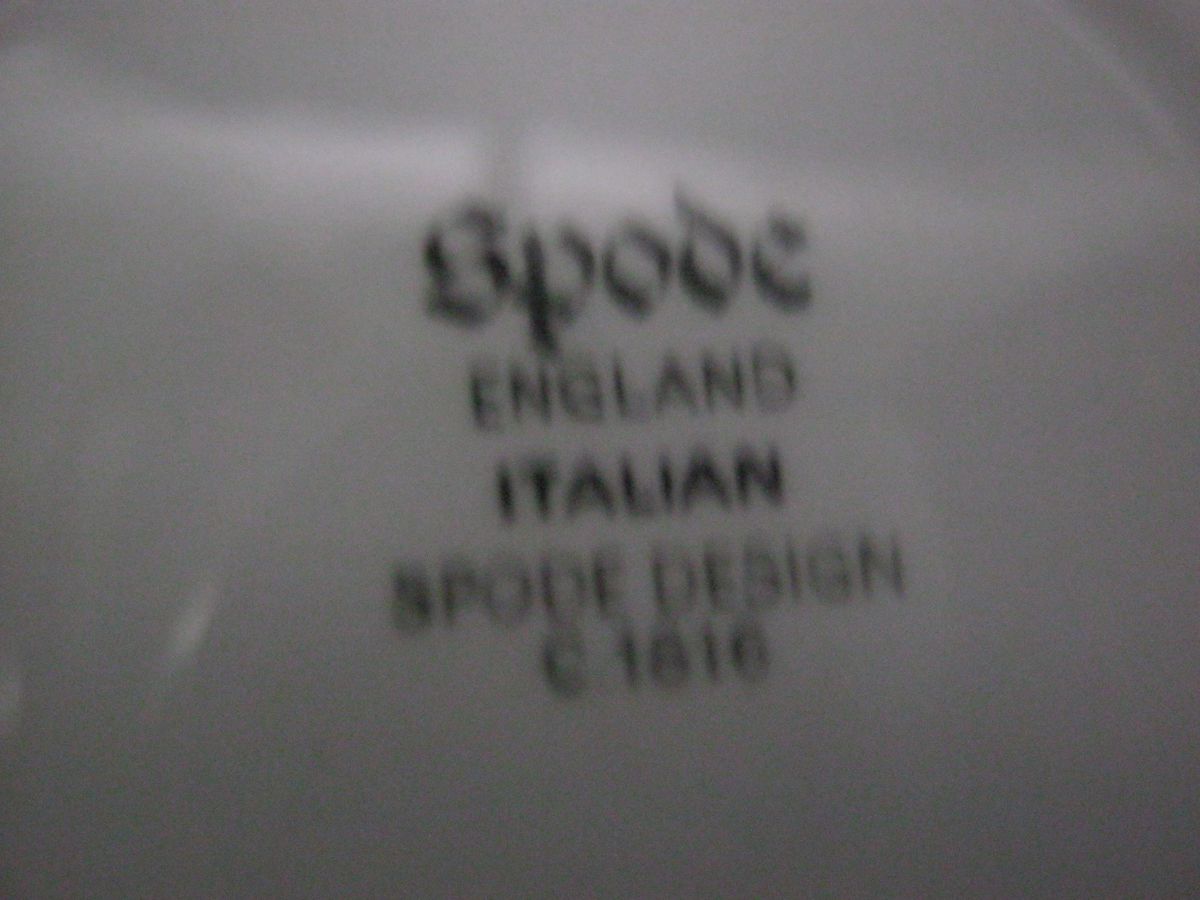 Spode
ENGLAND
ITALIAN
SPODE DESIGN
C 1816